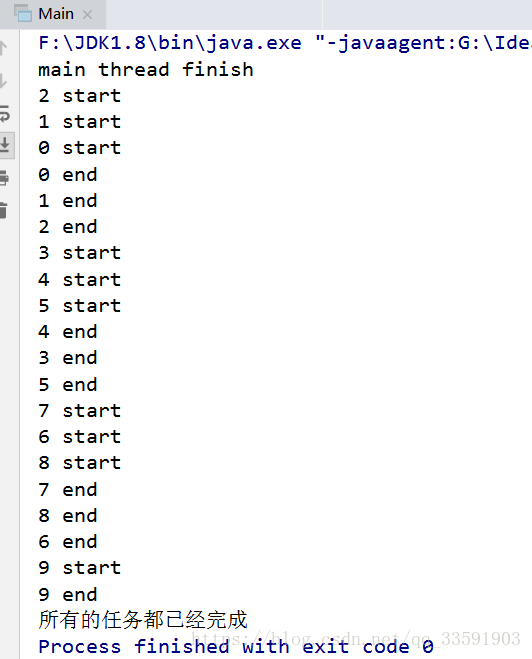 Main
F:\JDK1.8\bin\java.exe "-javaagent:G:\Ide
main thread finish
2 start
1 start
0 start
0 end
1 end
2 end
3 start
4 start
5 start
4 end
3 end
5 end
7 start
6 start
8 start
7 end
8 end
6 end
9 start
9 end
所有的任务都已经完成
https://blog.csdn.net/qq_33591903
Process finished with exit code 0